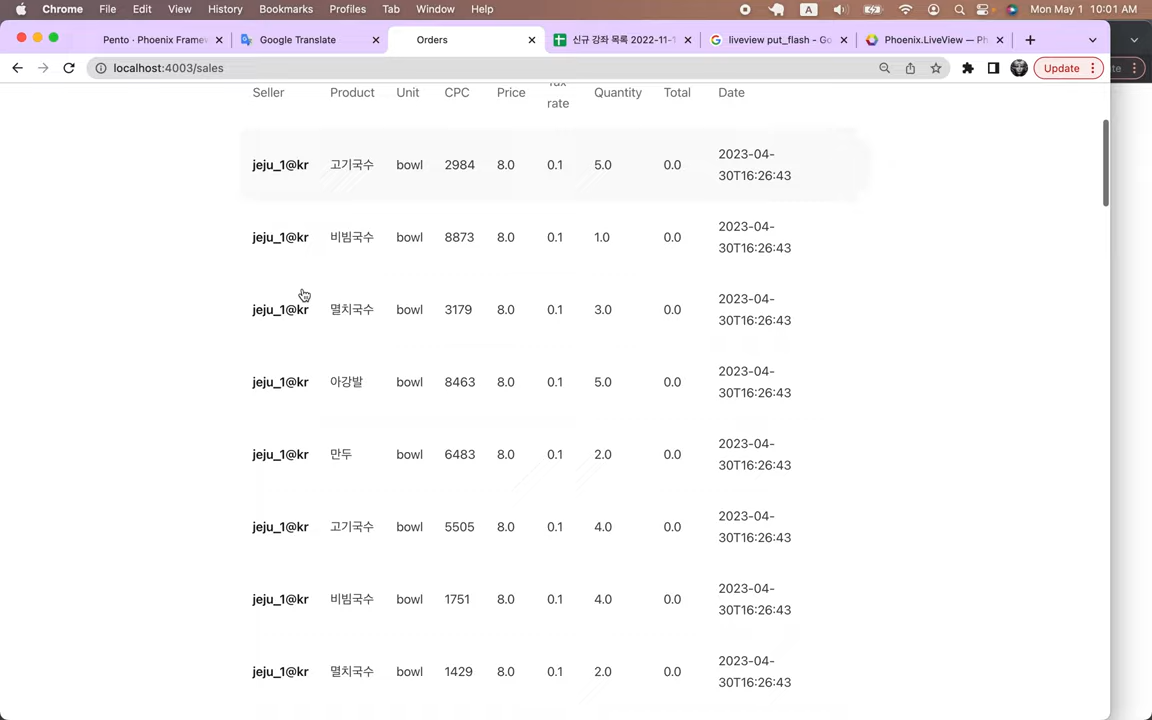 Chrome File Edit View History Bookmarks Profiles Tab Window Help A Mon May 1 10:01 AM
Pento · Phoenix Framew Google Translate Orders 신규 강좌 목록 2022-11-1 liveview put_flash - Go Phoenix.LiveView — Ph
localhost:4003/sales Update
Seller Product Unit CPC Price Tax rate Quantity Total Date
jeju_1@kr 고기국수 bowl 2984 8.0 0.1 5.0 0.0 2023-04-
30T16:26:43
jeju_1@kr 비빔국수 bowl 8873 8.0 0.1 1.0 0.0 2023-04-
30T16:26:43
jeju_1@kr 멸치국수 bowl 3179 8.0 0.1 3.0 0.0 2023-04-
30T16:26:43
jeju_1@kr 아강발 bowl 8463 8.0 0.1 5.0 0.0 2023-04-
30T16:26:43
jeju_1@kr 만두 bowl 6483 8.0 0.1 2.0 0.0 2023-04-
30T16:26:43
jeju_1@kr 고기국수 bowl 5505 8.0 0.1 4.0 0.0 2023-04-
30T16:26:43
jeju_1@kr 비빔국수 bowl 1751 8.0 0.1 4.0 0.0 2023-04-
30T16:26:43
jeju_1@kr 멸치국수 bowl 1429 8.0 0.1 2.0 0.0 2023-04-
30T16:26:43